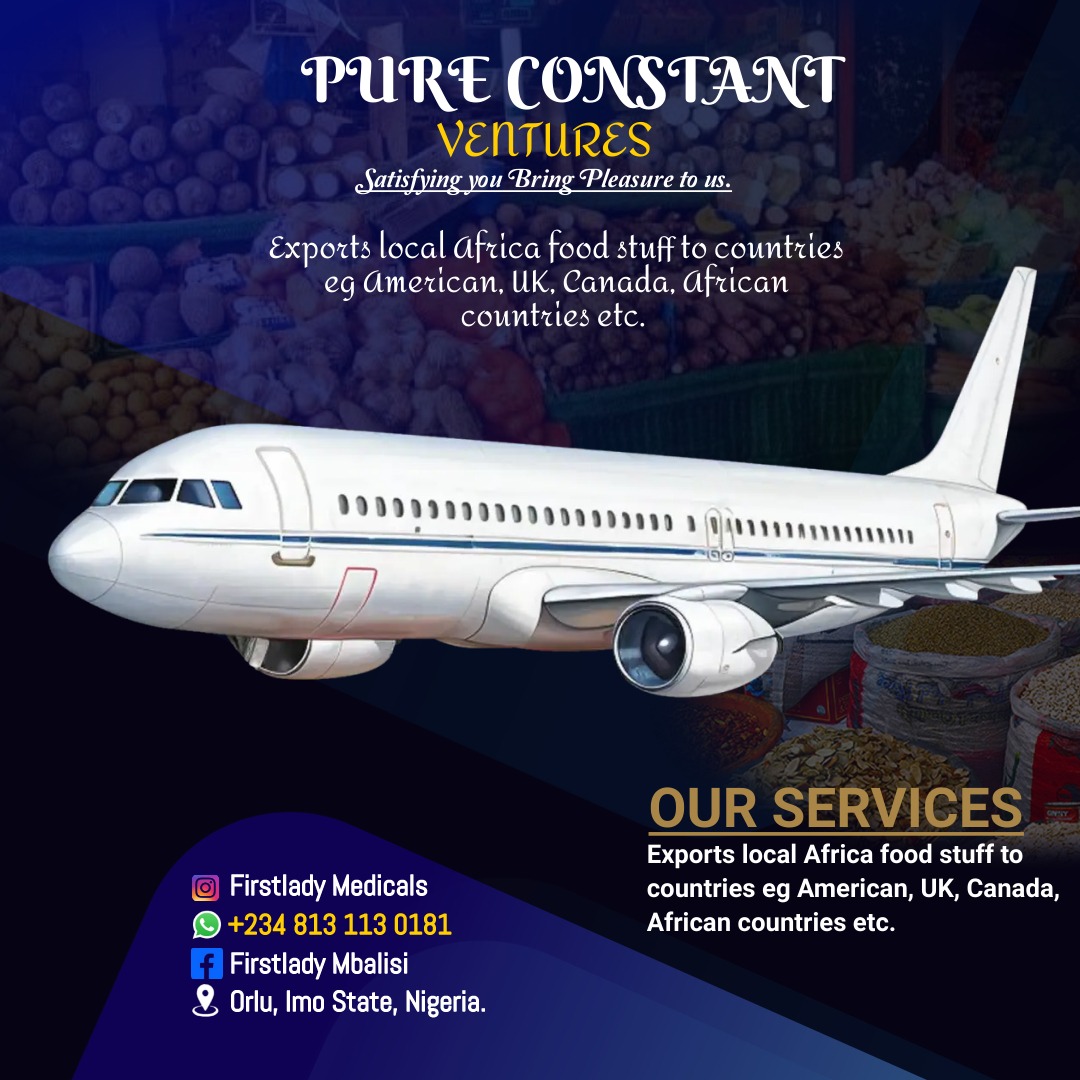 PURE CONSTANT
VENTURES
Satisfying you Bring Pleasure to us.
Exports local Africa food stuff to countries
eg American, UK, Canada, African
countries etc.
OUR SERVICES
Exports local Africa food stuff to
countries eg American, UK, Canada,
African countries etc.
Firstlady Medicals
+234 813 113 0181
Firstlady Mbalisi
Orlu, Imo State, Nigeria.